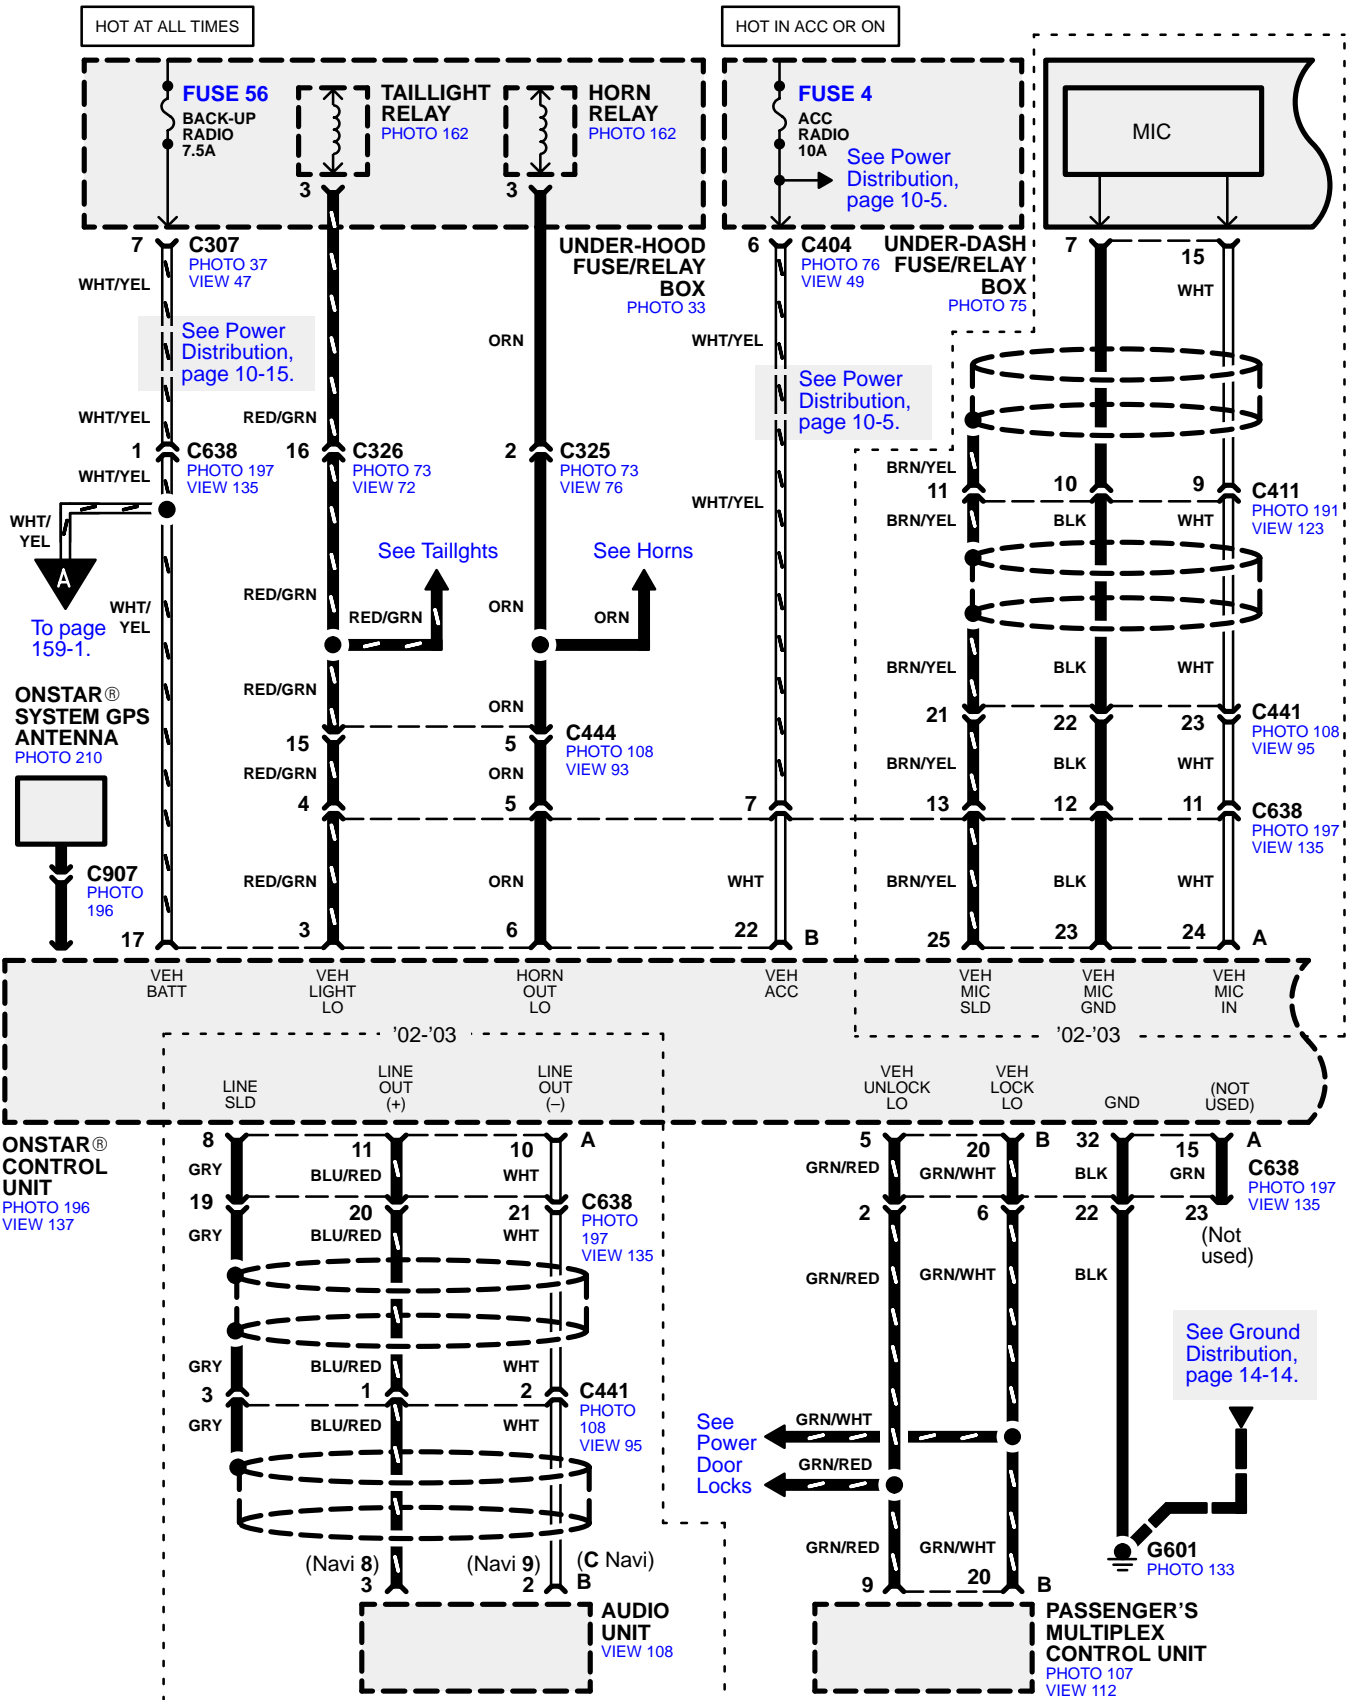 HOT AT ALL TIMES
HOT IN ACC OR ON
FUSE 56
BACK-UP
RADIO
7.5A
TAILLIGHT
RELAY
PHOTO 162
HORN
RELAY
PHOTO 162
FUSE 4
ACC
RADIO
10A
See Power
Distribution,
page 10-5.
MIC
3
3
7
C307
PHOTO 37
VIEW 47
UNDER-HOOD
FUSE/RELAY
BOX
PHOTO 33
6
C404
PHOTO 76
VIEW 49
UNDER-DASH
FUSE/RELAY
BOX
PHOTO 75
7
15
WHT/YEL
WHT
See Power
Distribution,
page 10-15.
ORN
WHT/YEL
See Power
Distribution,
page 10-5.
WHT/YEL
RED/GRN
1
C638
PHOTO 197
VIEW 135
16
C326
PHOTO 73
VIEW 72
2
C325
PHOTO 73
VIEW 76
BRN/YEL
WHT/YEL
11
10
9
C411
PHOTO 191
VIEW 123
WHT/YEL
WHT/
YEL
BRN/YEL
BLK
WHT
A
To page
159-1.
See Taillghts
See Horns
RED/GRN
WHT/
YEL
RED/GRN
ORN
ORN
BRN/YEL
BLK
WHT
ONSTAR®
SYSTEM GPS
ANTENNA
PHOTO 210
RED/GRN
ORN
21
22
23
C441
PHOTO 108
VIEW 95
15
5
C444
PHOTO 108
VIEW 93
RED/GRN
ORN
BRN/YEL
BLK
WHT
4
5
7
13
12
11
C638
PHOTO 197
VIEW 135
C907
PHOTO
196
RED/GRN
ORN
WHT
BRN/YEL
BLK
WHT
17
3
6
22
B
25
23
24
A
VEH
BATT
VEH
LIGHT
LO
HORN
OUT
LO
VEH
ACC
VEH
MIC
SLD
VEH
MIC
GND
VEH
MIC
IN
'02-'03
'02-'03
LINE
SLD
LINE
OUT
(+)
LINE
OUT
(–)
VEH
UNLOCK
LO
VEH
LOCK
LO
GND
(NOT
USED)
ONSTAR®
CONTROL
UNIT
PHOTO 196
VIEW 137
8
11
10
A
5
20
B
32
15
A
GRY
BLU/RED
WHT
GRN/RED
GRN/WHT
BLK
GRN
C638
PHOTO 197
VIEW 135
19
20
21
C638
PHOTO
197
VIEW 135
2
6
22
23
(Not
used)
GRY
BLU/RED
WHT
GRN/RED
GRN/WHT
BLK
See Ground
Distribution,
page 14-14.
GRY
BLU/RED
WHT
3
1
2
C441
PHOTO
108
VIEW 95
GRY
BLU/RED
WHT
See
Power
Door
Locks
GRN/WHT
GRN/RED
GRN/RED
GRN/WHT
G601
PHOTO 133
(Navi 8)
3
(Navi 9)
2
(C Navi)
B
9
20
B
AUDIO
UNIT
VIEW 108
PASSENGER'S
MULTIPLEX
CONTROL UNIT
PHOTO 107
VIEW 112